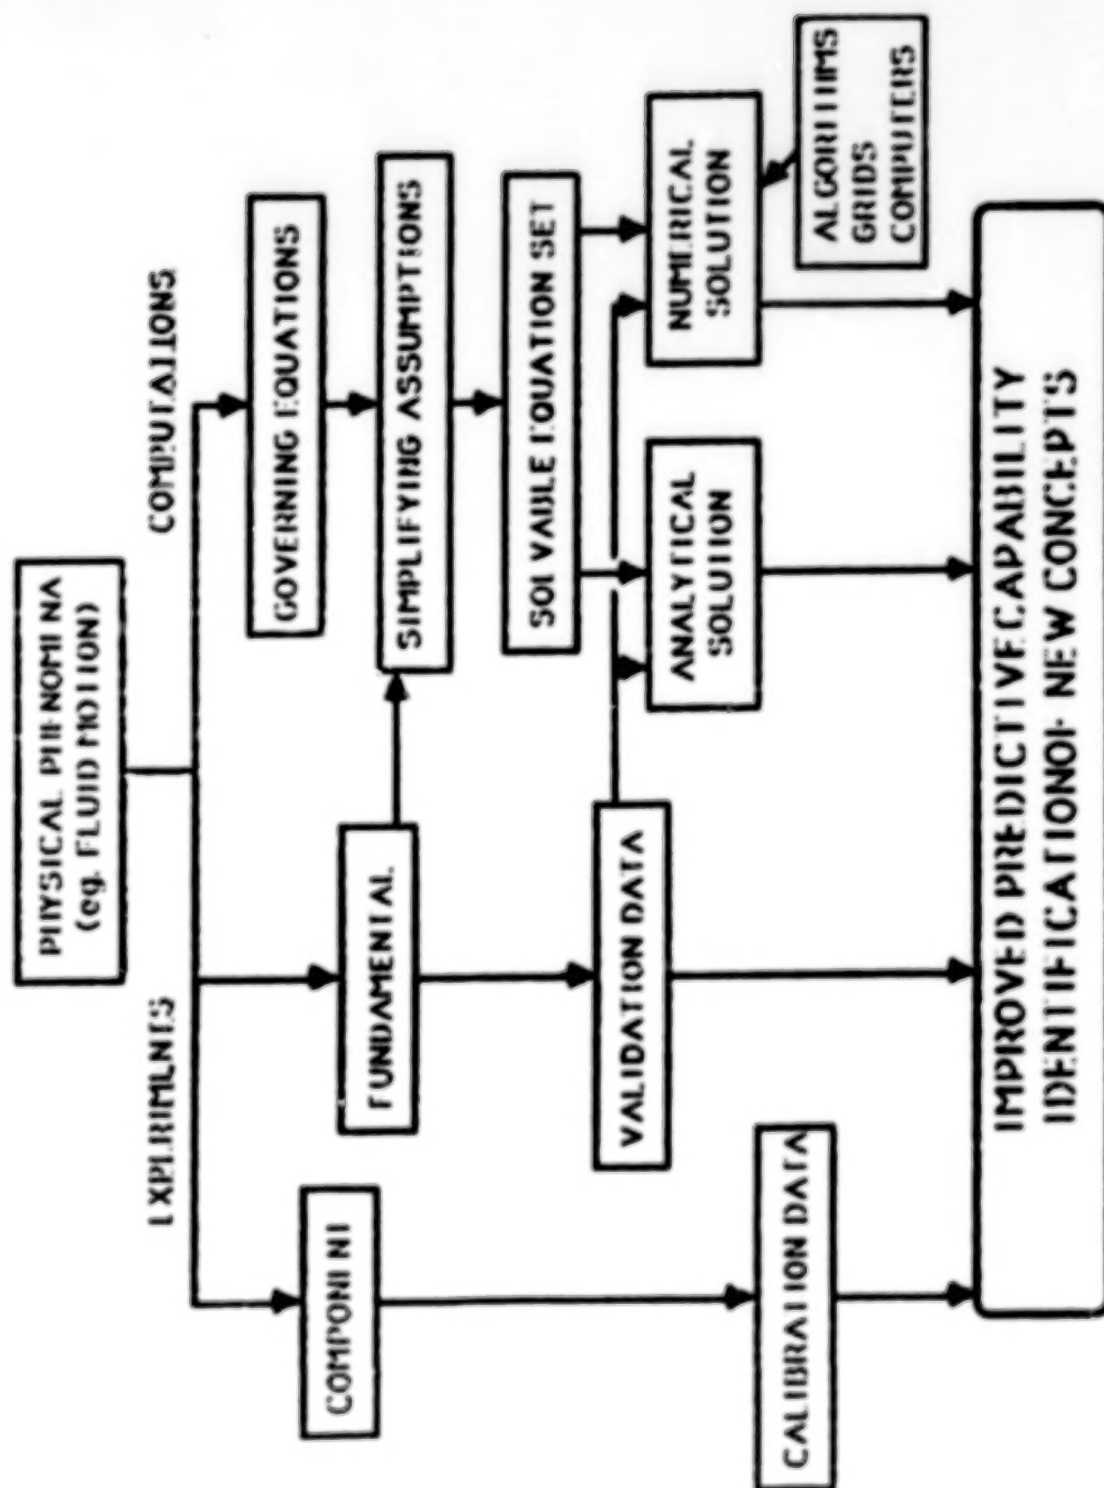 PHYSICAL PHENOMENA
(eg. FLUID MOTION)
EXPERIMENTS
COMPUTATIONS
COMPONENT
FUNDAMENTAL
GOVERNING EQUATIONS
SIMPLIFYING ASSUMPTIONS
SOLVABLE EQUATION SET
VALIDATION DATA
ANALYTICAL
SOLUTION
NUMERICAL
SOLUTION
CALIBRATION DATA
ALGORITHMS
GRIDS
COMPUTERS
IMPROVED PREDICTIVE CAPABILITY
IDENTIFICATION OF NEW CONCEPTS